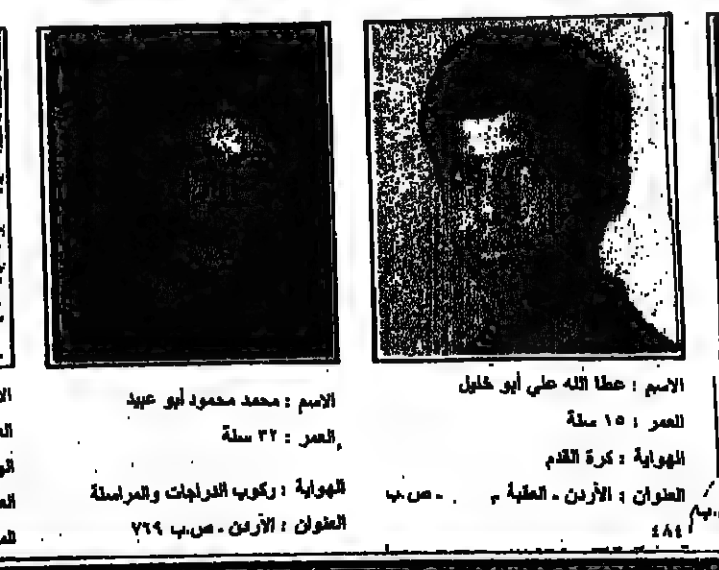 الاسم : عطا الله علي أبو خليل
العمر : ١٥ سنة
الهواية : كرة القدم
العنوان : الأردن - العقبة - ص.ب
٤٨٤
الاسم : محمد محمود أبو عبيد
العمر : ٣٢ سنة
الهواية : ركوب الدراجات والمراسلة
العنوان : الأردن - ص.ب ٧٦٩